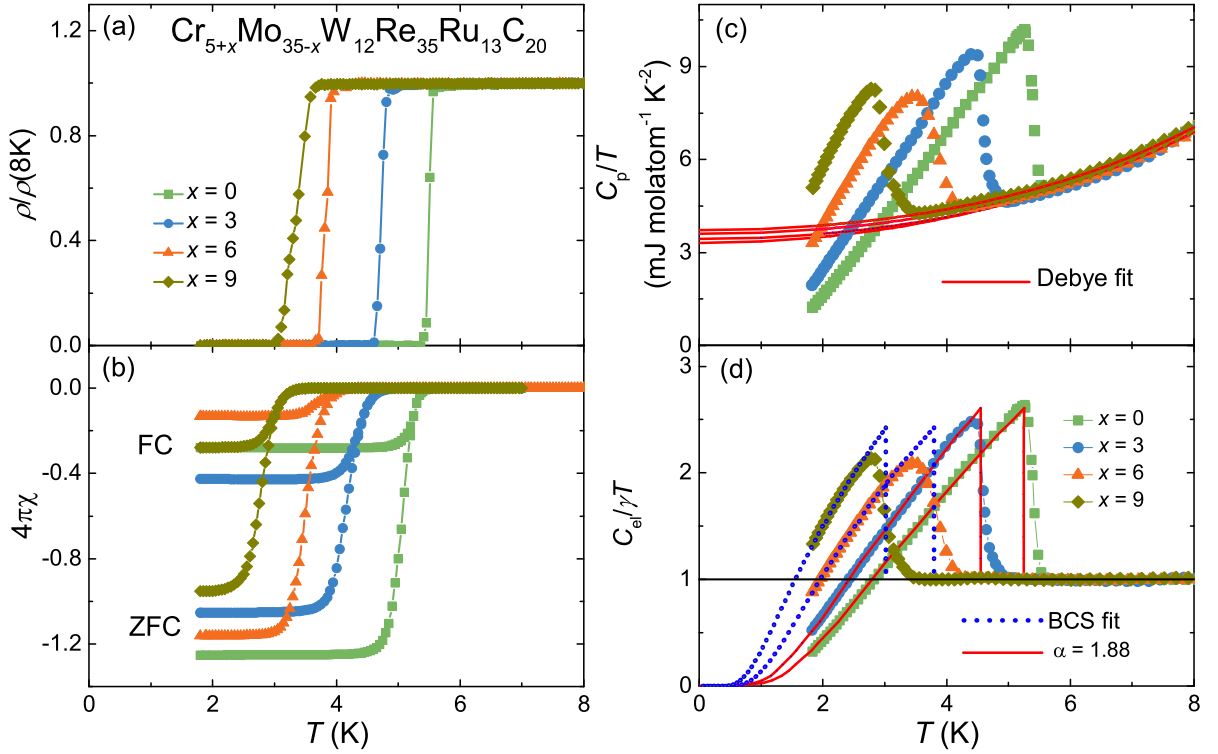 (a) Cr5+xMo35-xW12Re35Ru13C20
1.2
0.8
0.4
0.0
ρ/ρ(8K)
x = 0
x = 3
x = 6
x = 9
(b)
0.0
-0.4
-0.8
-1.2
4πχ
FC
ZFC
0 2 4 6 8
T (K)
(c)
9
6
3
0
Cp/T
(mJ molatom-1 K-2)
Debye fit
(d)
3
2
1
0
Cel/γT
x = 0
x = 3
x = 6
x = 9
BCS fit
α = 1.88
0 2 4 6 8
T (K)